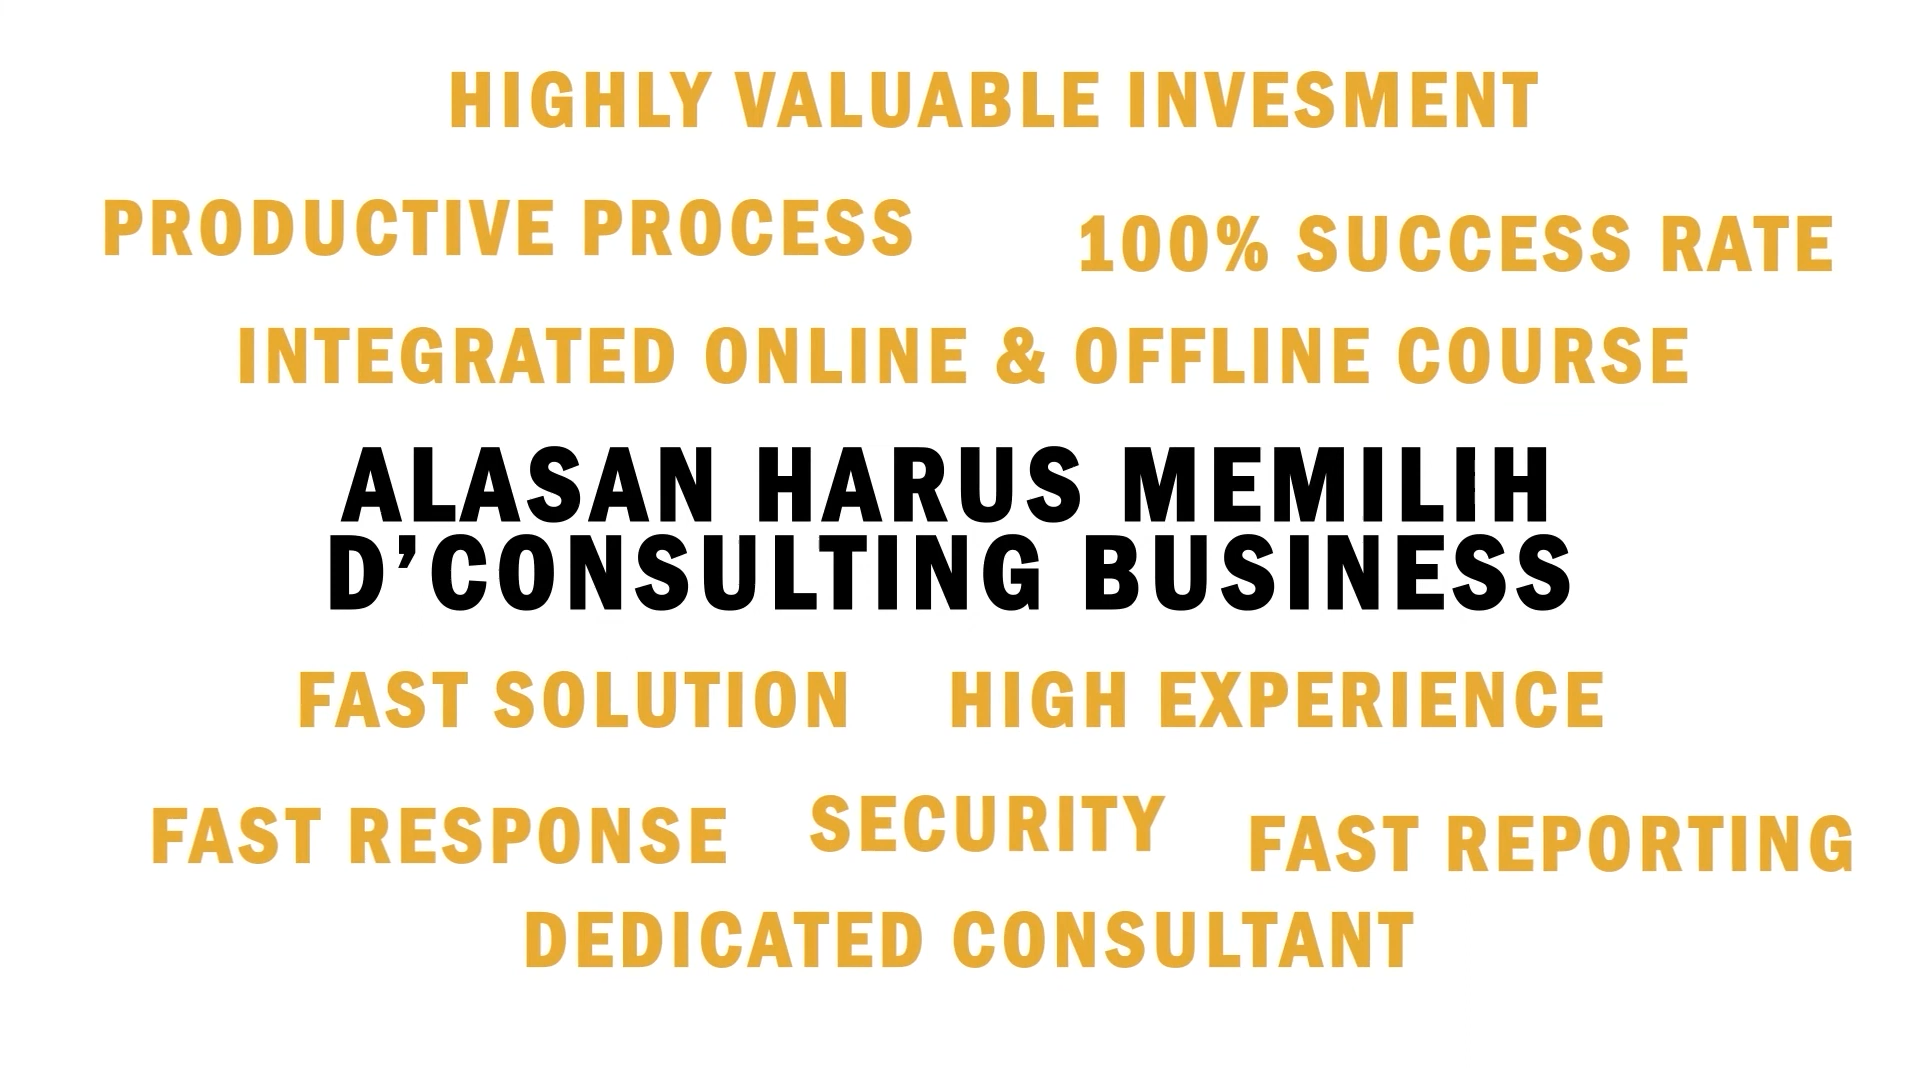 HIGHLY VALUABLE INVESMENT
PRODUCTIVE PROCESS
100% SUCCESS RATE
INTEGRATED ONLINE & OFFLINE COURSE
ALASAN HARUS MEMILIH
D’CONSULTING BUSINESS
FAST SOLUTION
HIGH EXPERIENCE
FAST RESPONSE
SECURITY
FAST REPORTING
DEDICATED CONSULTANT